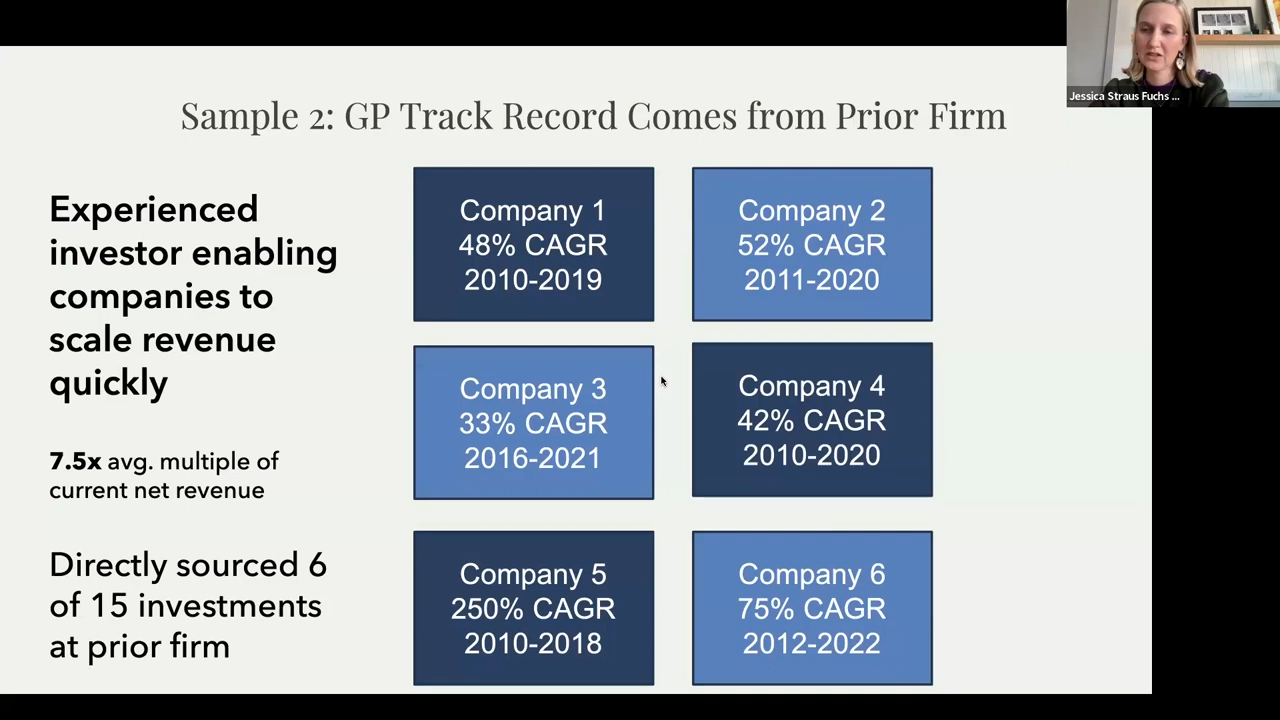 Jessica Straus Fuchs ...
Sample 2: GP Track Record Comes from Prior Firm
Experienced
investor enabling
companies to
scale revenue
quickly
7.5x avg. multiple of
current net revenue
Directly sourced 6
of 15 investments
at prior firm
Company 1
48% CAGR
2010-2019
Company 2
52% CAGR
2011-2020
Company 3
33% CAGR
2016-2021
Company 4
42% CAGR
2010-2020
Company 5
250% CAGR
2010-2018
Company 6
75% CAGR
2012-2022